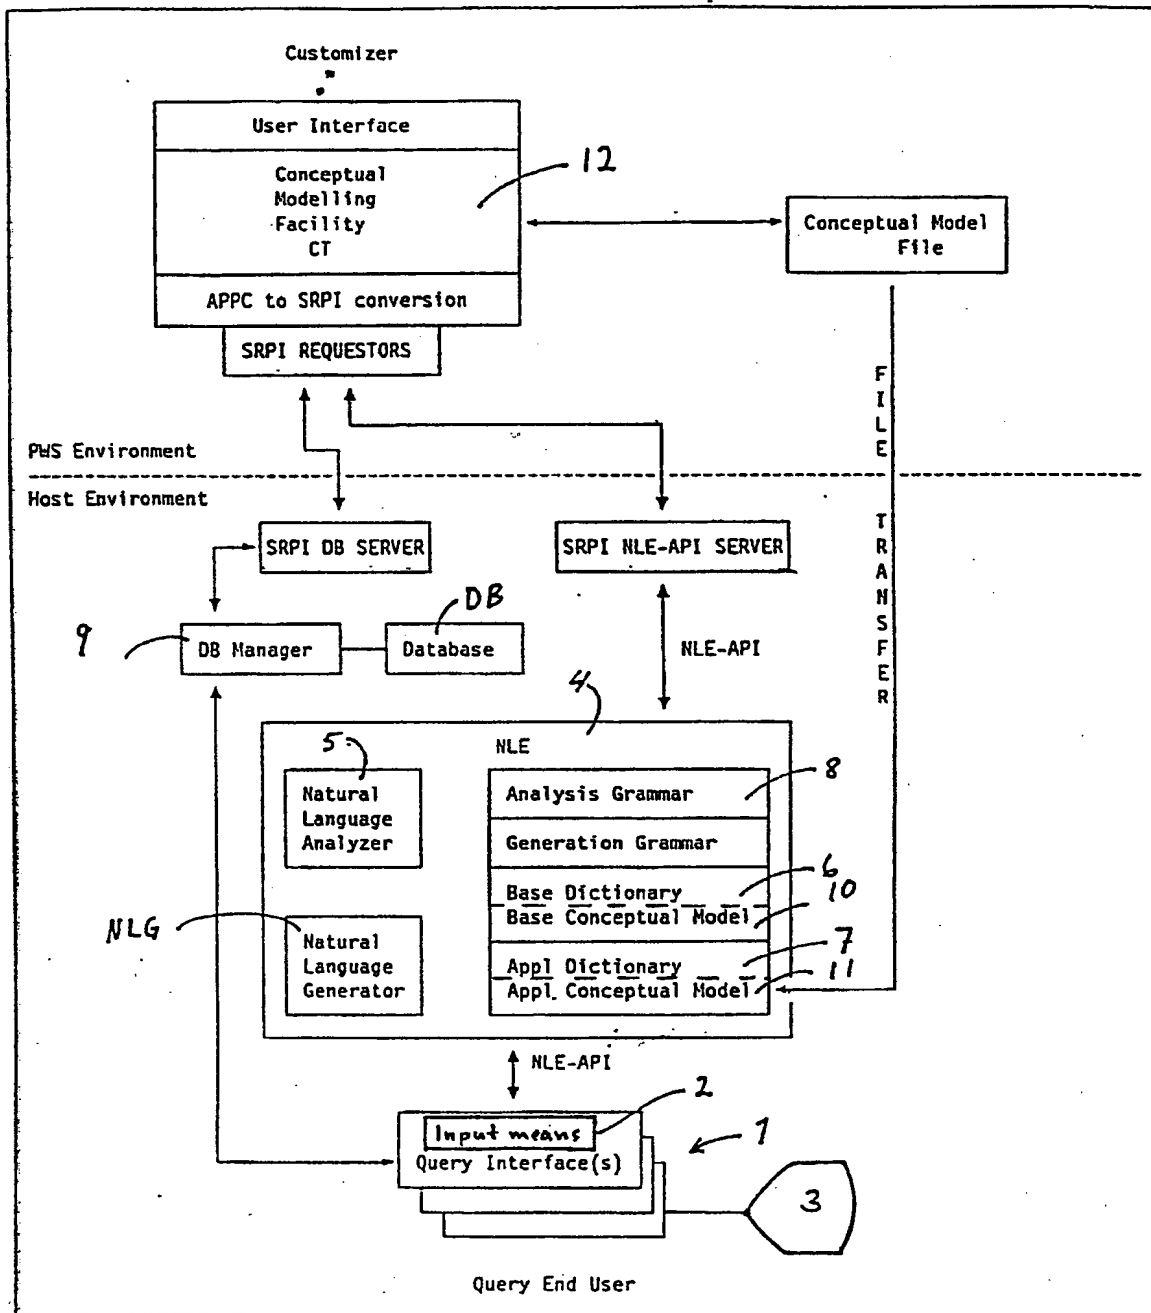 Customizer
User Interface
12
Conceptual
Modelling
Facility
CT
Conceptual Model
File
APPC to SRPI conversion
SRPI REQUESTORS
FILE
PWS Environment
Host Environment
TRANSFER
SRPI DB SERVER
SRPI NLE-API SERVER
DB
9
DB Manager
Database
NLE-API
4
5
NLE
8
Natural
Language
Analyzer
Analysis Grammar
Generation Grammar
6
Base Dictionary
10
Base Conceptual Model
NLG
Natural
Language
Generator
7
Appl Dictionary
11
Appl. Conceptual Model
NLE-API
2
Input means
1
Query Interface(s)
3
Query End User